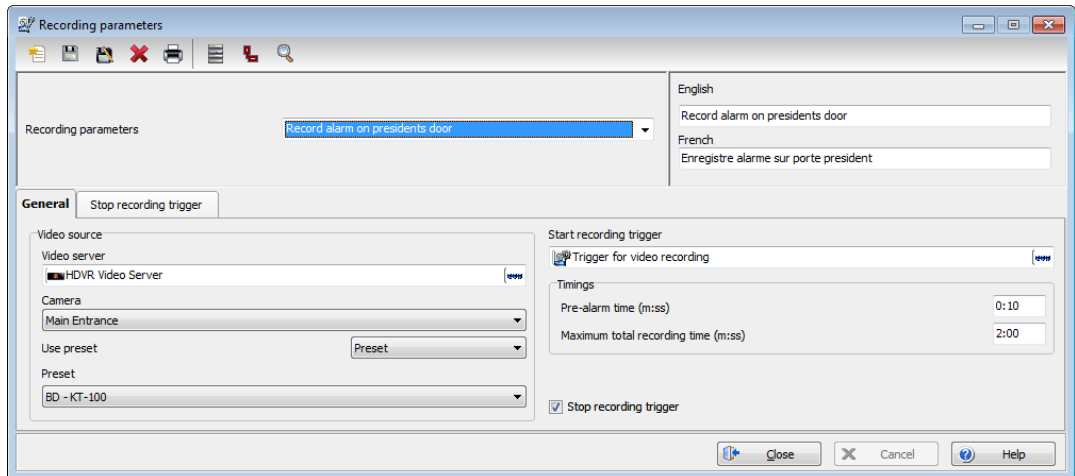 Recording parameters
English
Record alarm on presidents door
Recording parameters
Record alarm on presidents door
French
Enregistre alarme sur porte president
General
Stop recording trigger
Video source
Video server
HDVR Video Server
Camera
Main Entrance
Use preset
Preset
Preset
BD - KT-100
Start recording trigger
Trigger for video recording
Timings
Pre-alarm time (m:ss)
0:10
Maximum total recording time (m:ss)
2:00
Stop recording trigger
Close
Cancel
Help